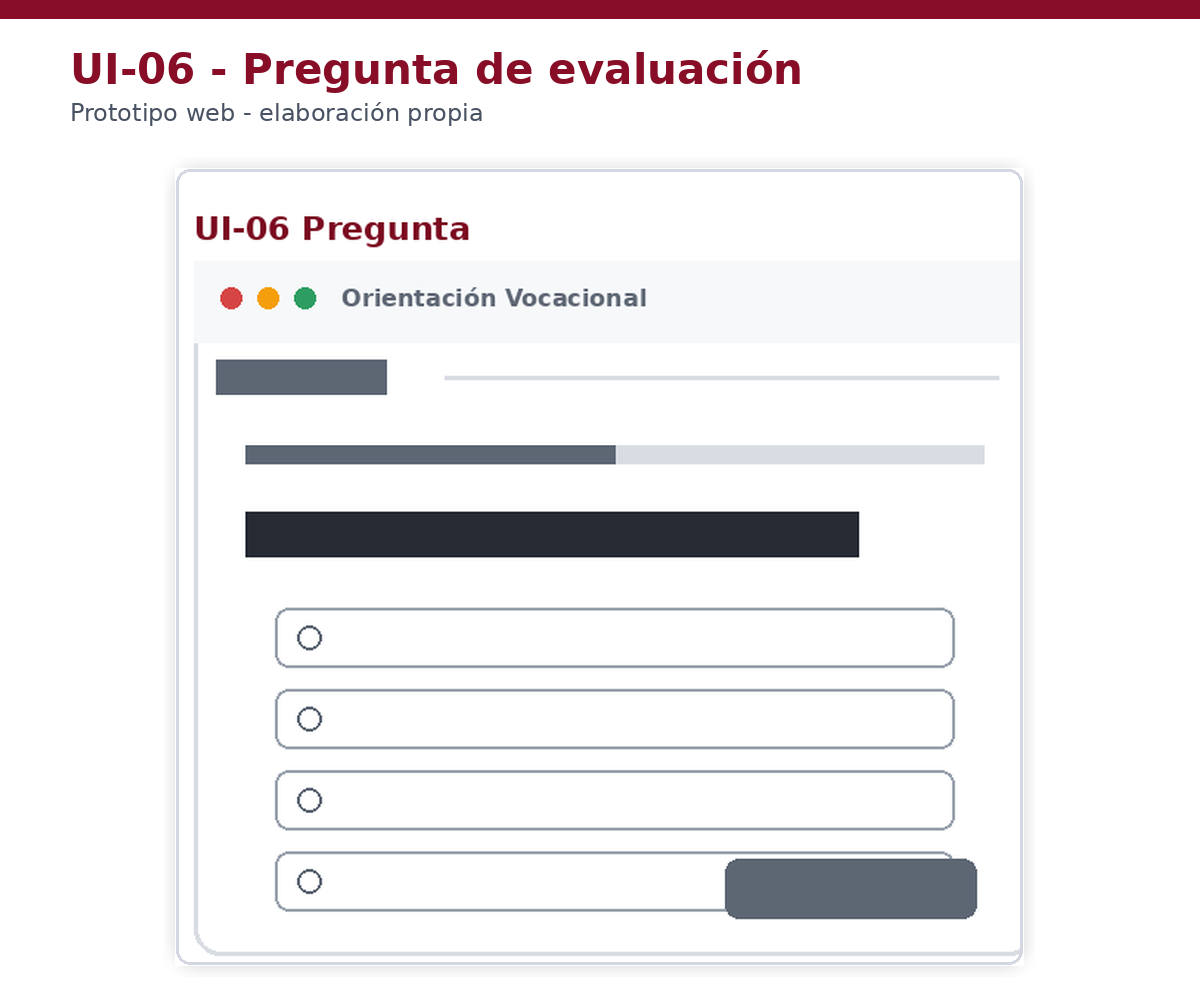 UI-06 - Pregunta de evaluación
Prototipo web - elaboración propia
UI-06 Pregunta
Orientación Vocacional